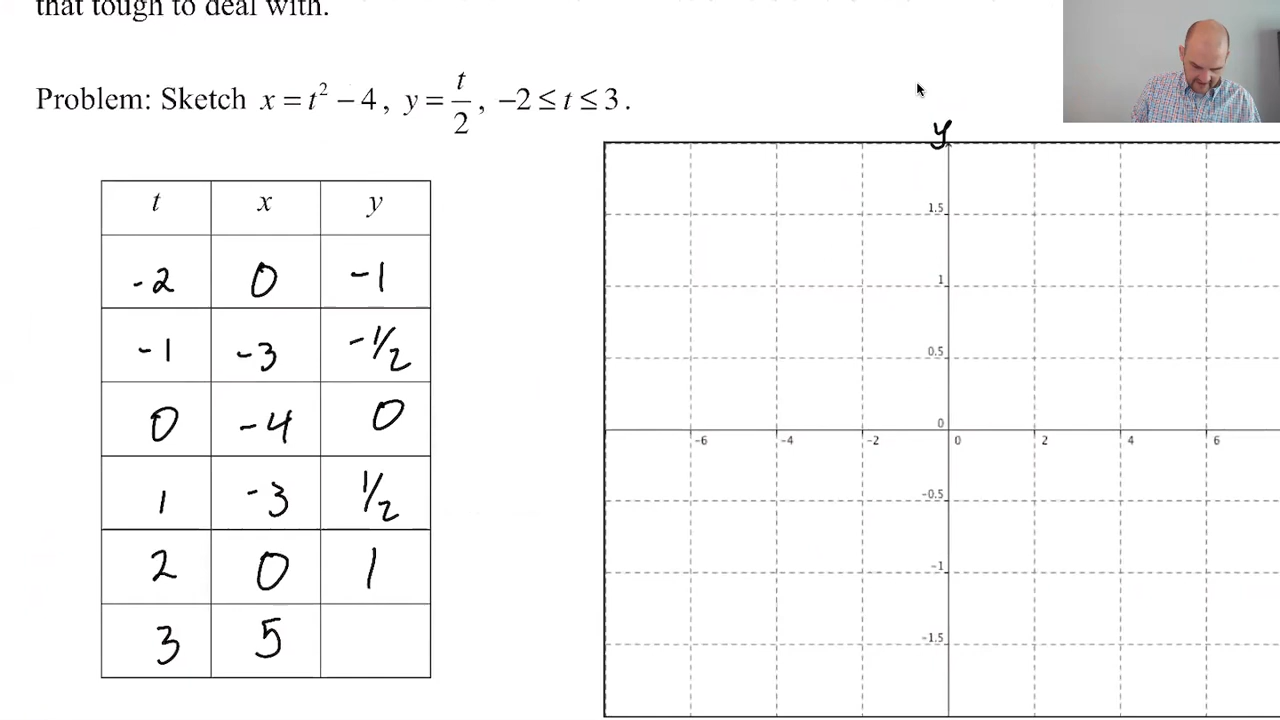 that tough to deal with.
Problem: Sketch x = t² − 4, y = t/2, −2 ≤ t ≤ 3.
y
t x y
-2 0 -1
-1 -3 -1/2
0 -4 0
1 -3 1/2
2 0 1
3 5
1.5
1
0.5
0
-6 -4 -2 0 2 4 6
-0.5
-1
-1.5